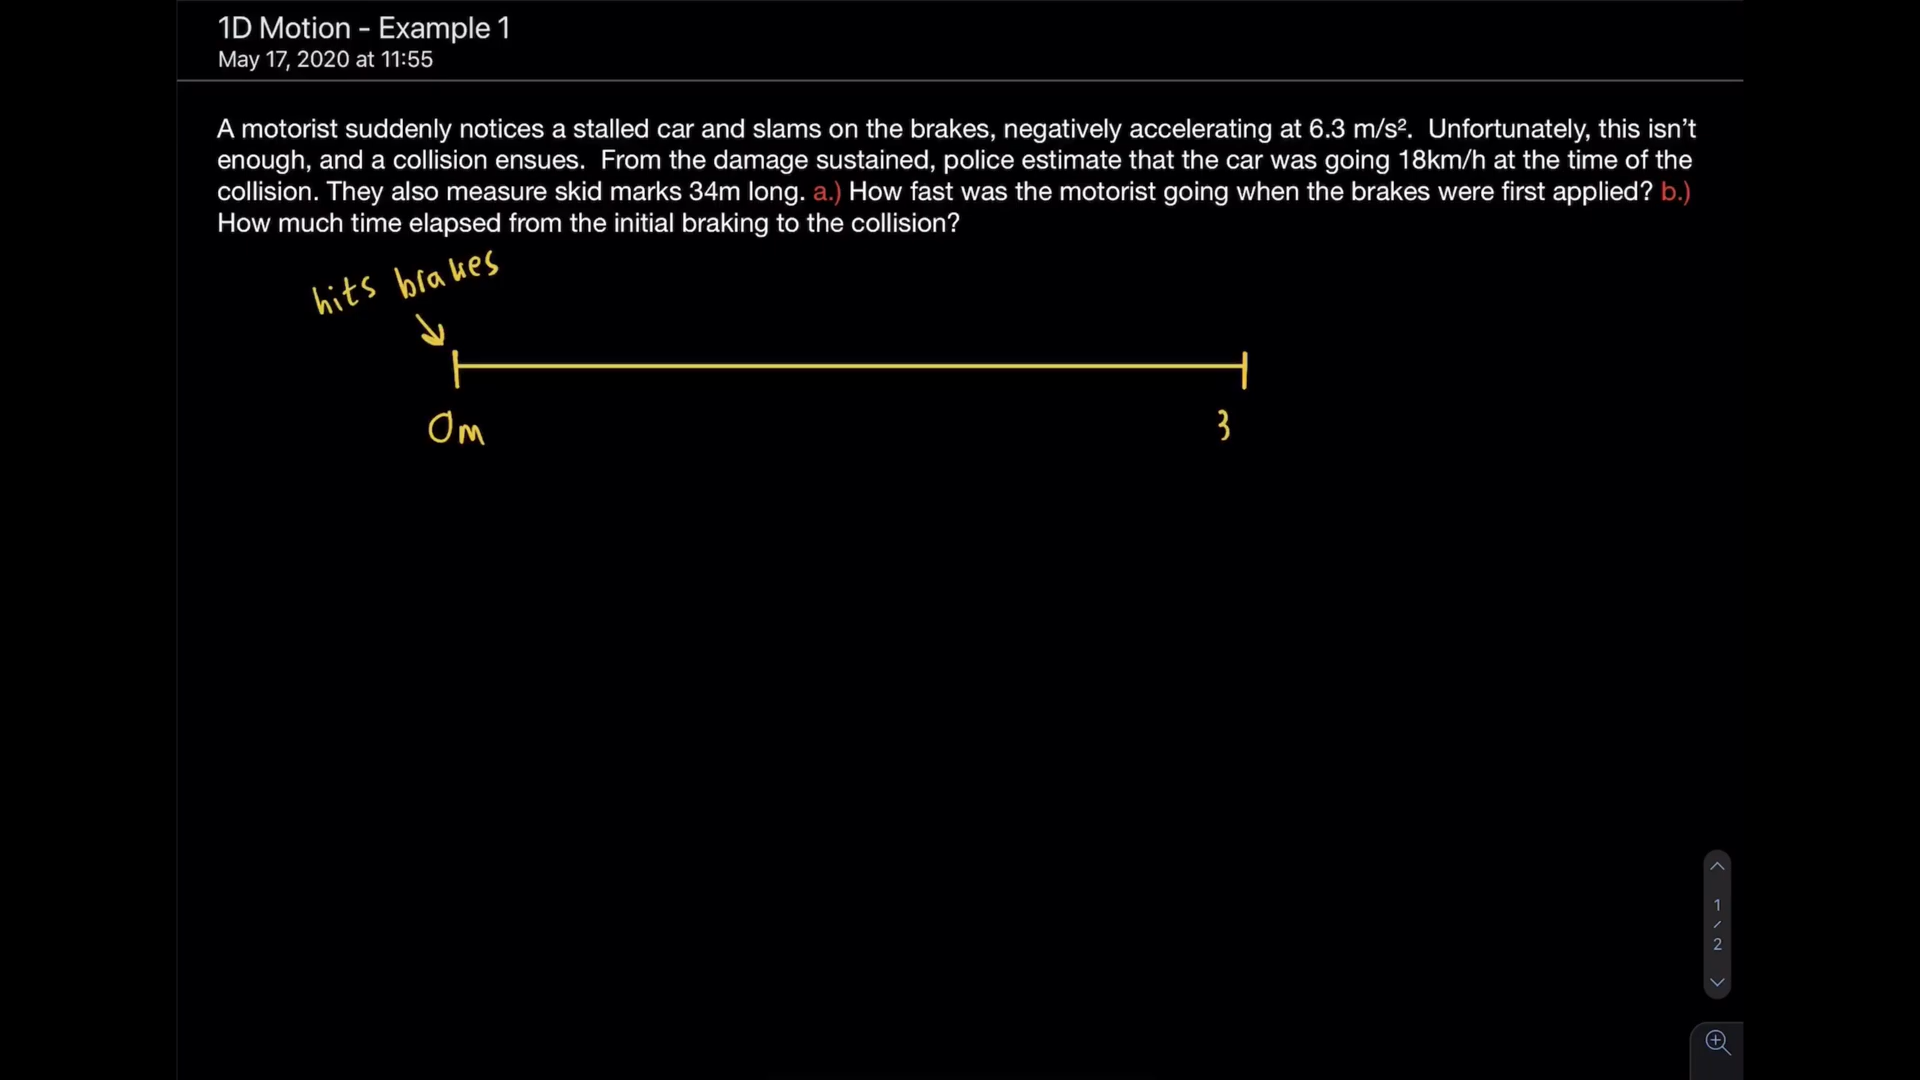 1D Motion - Example 1
May 17, 2020 at 11:55
A motorist suddenly notices a stalled car and slams on the brakes, negatively accelerating at 6.3 m/s². Unfortunately, this isn't
enough, and a collision ensues. From the damage sustained, police estimate that the car was going 18km/h at the time of the
collision. They also measure skid marks 34m long. a.) How fast was the motorist going when the brakes were first applied? b.)
How much time elapsed from the initial braking to the collision?
hits brakes
0m 3
1
/
2